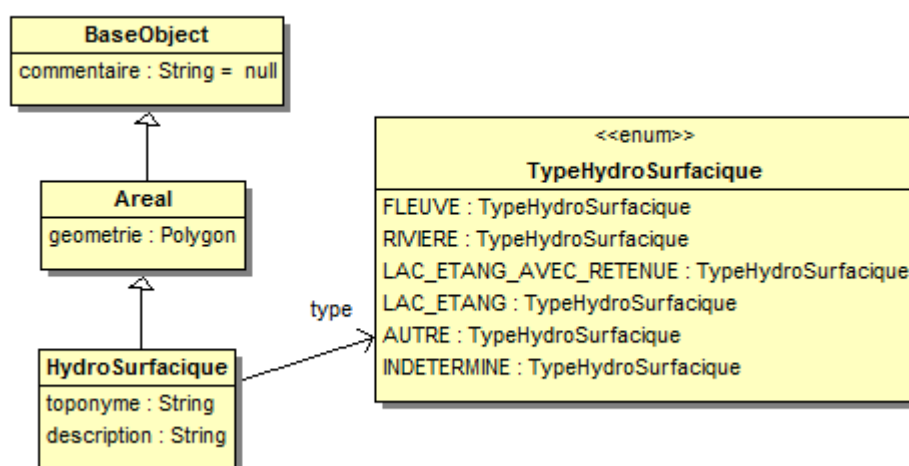 BaseObject
commentaire : String = null
Areal
geometrie : Polygon
<<enum>>
TypeHydroSurfacique
FLEUVE : TypeHydroSurfacique
RIVIERE : TypeHydroSurfacique
LAC_ETANG_AVEC_RETENUE : TypeHydroSurfacique
LAC_ETANG : TypeHydroSurfacique
AUTRE : TypeHydroSurfacique
INDETERMINE : TypeHydroSurfacique
type
HydroSurfacique
toponyme : String
description : String